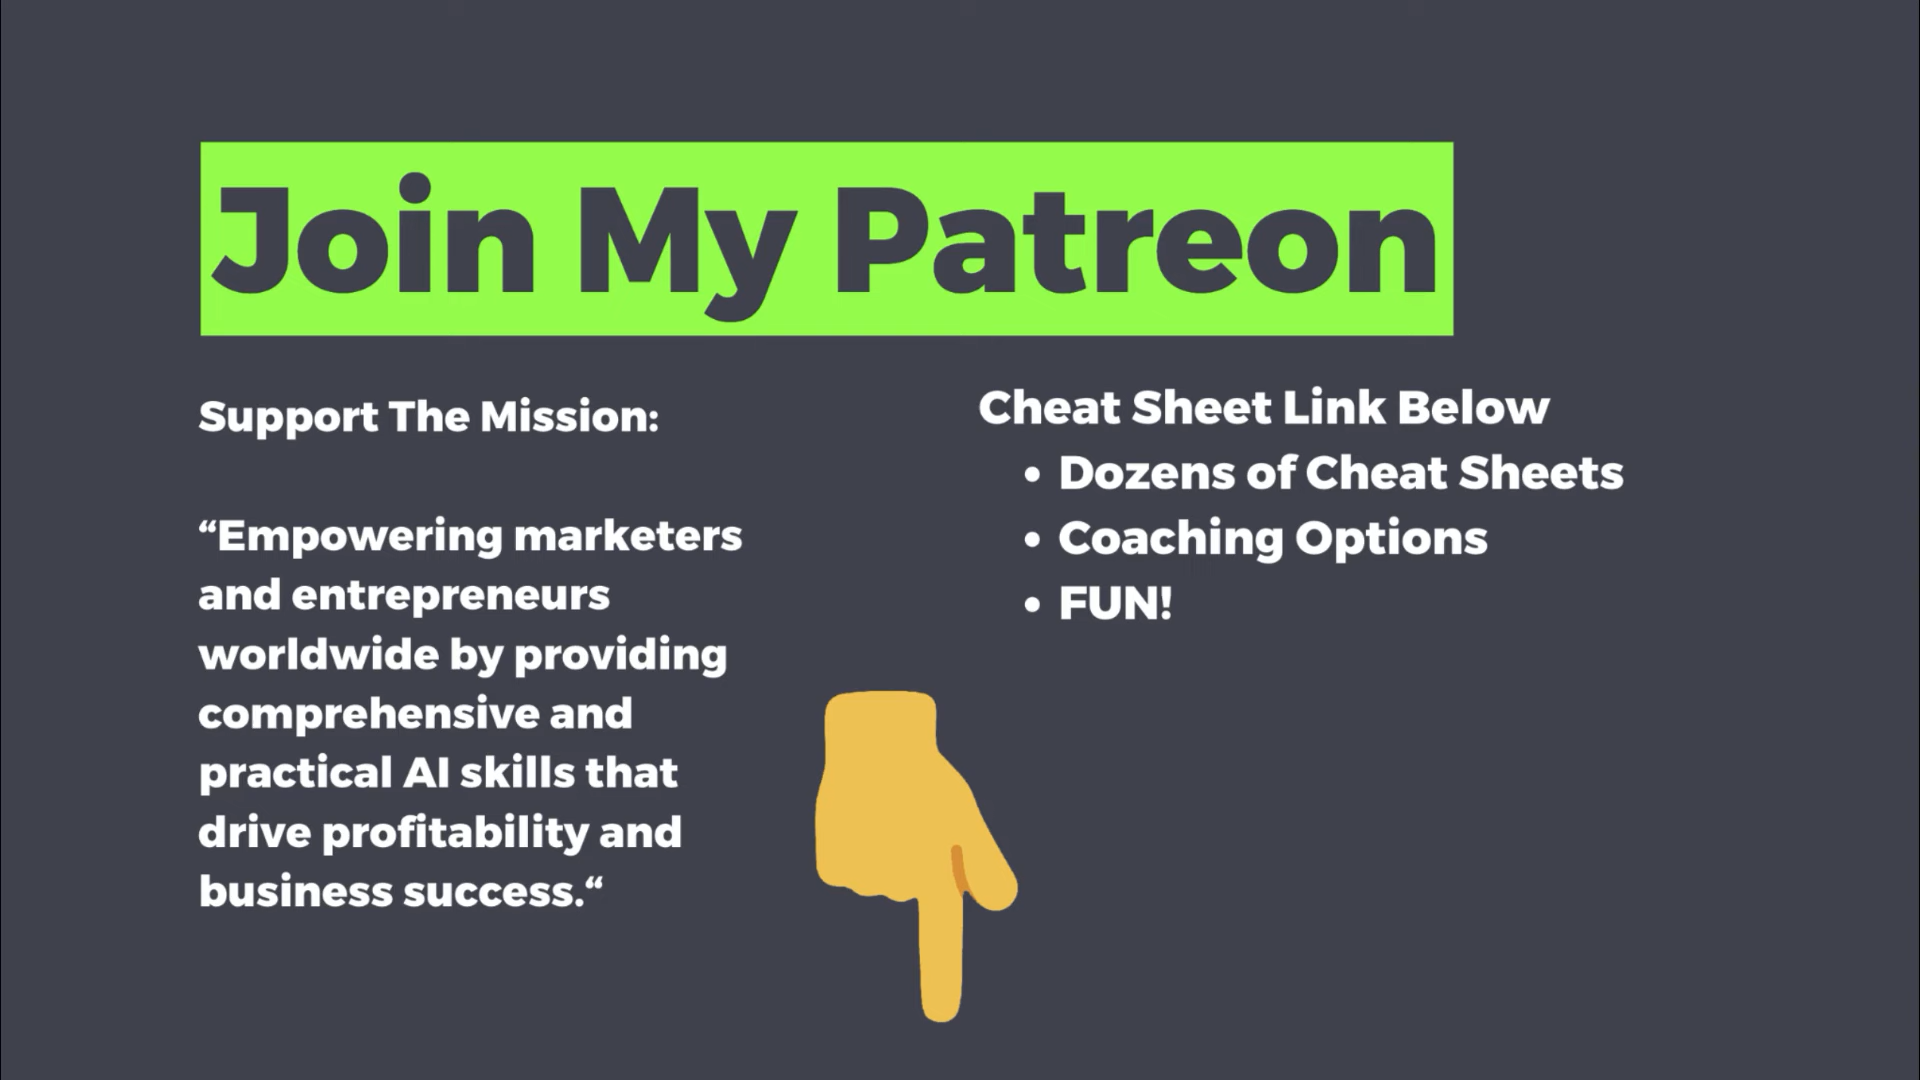 Join My Patreon
Support The Mission:
“Empowering marketers
and entrepreneurs
worldwide by providing
comprehensive and
practical AI skills that
drive profitability and
business success.“
Cheat Sheet Link Below
• Dozens of Cheat Sheets
• Coaching Options
• FUN!